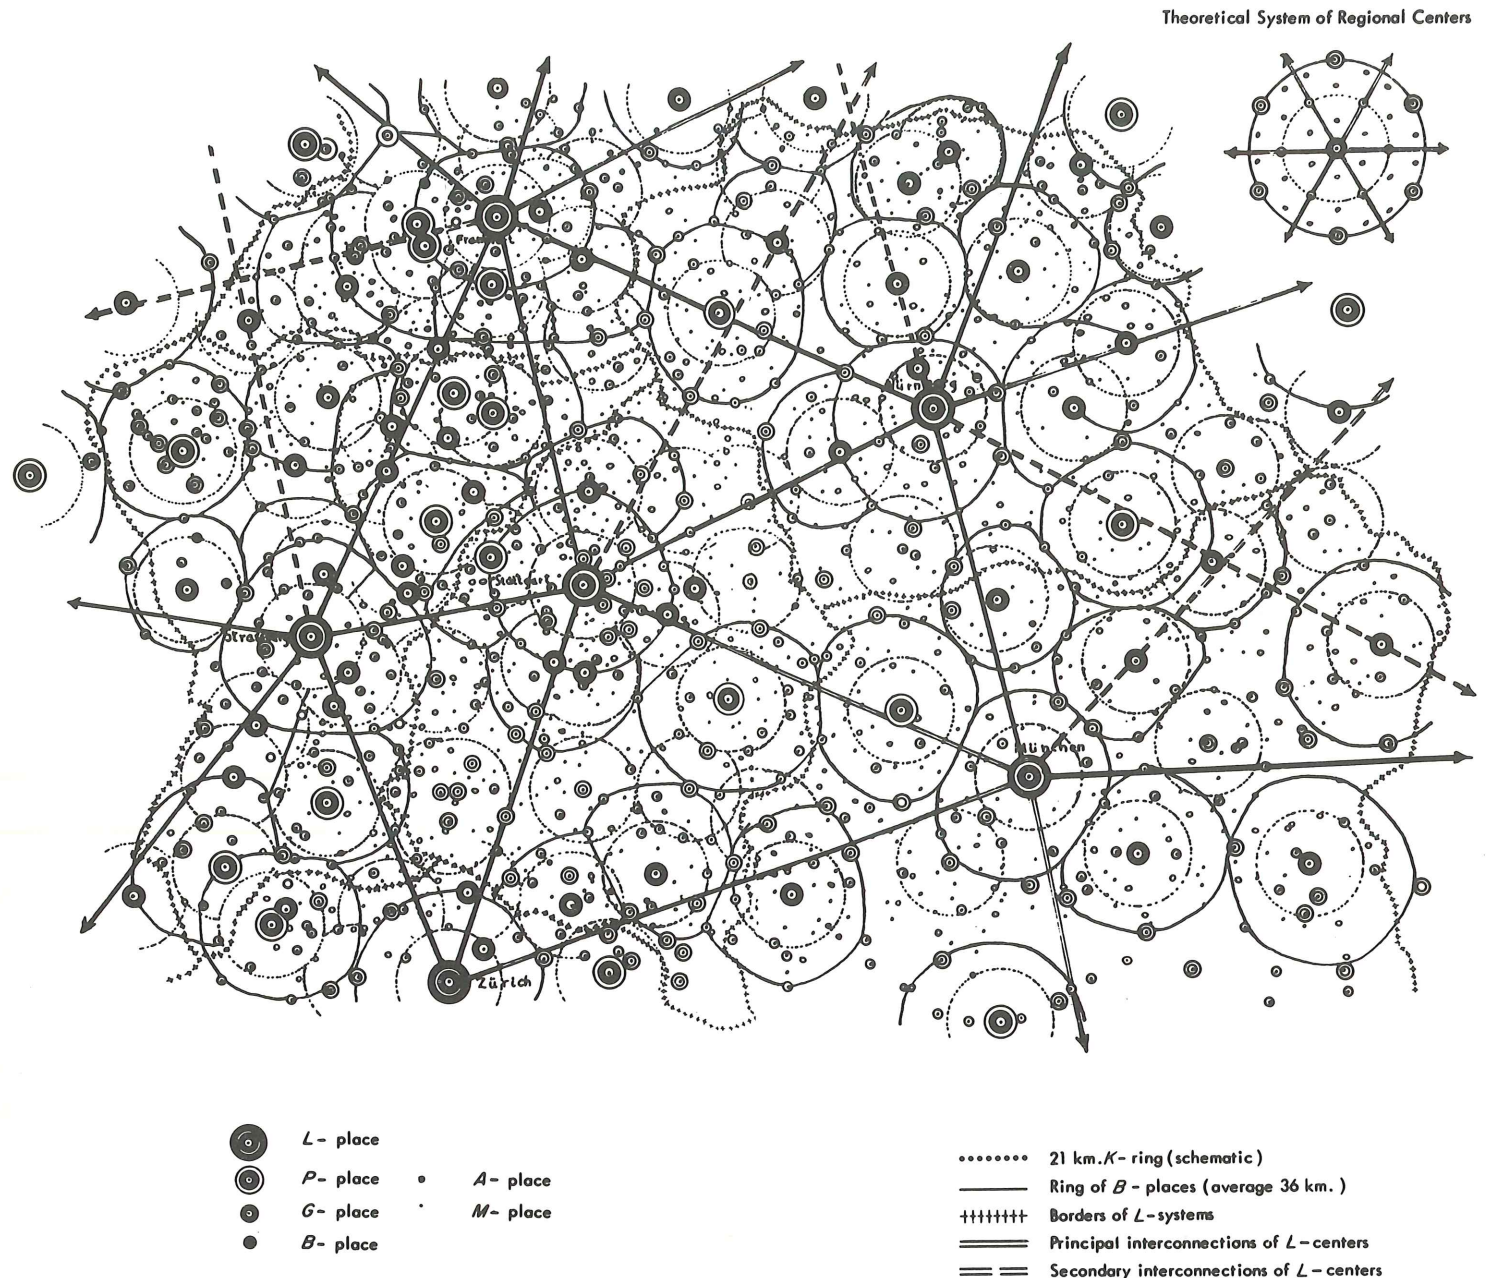 Theoretical System of Regional Centers
Nürnberg
Stuttgart
München
Zürich
L - place
P - place
A - place
G - place
M - place
B - place
21 km. K - ring (schematic)
Ring of B - places (average 36 km.)
Borders of L - systems
Principal interconnections of L - centers
Secondary interconnections of L - centers